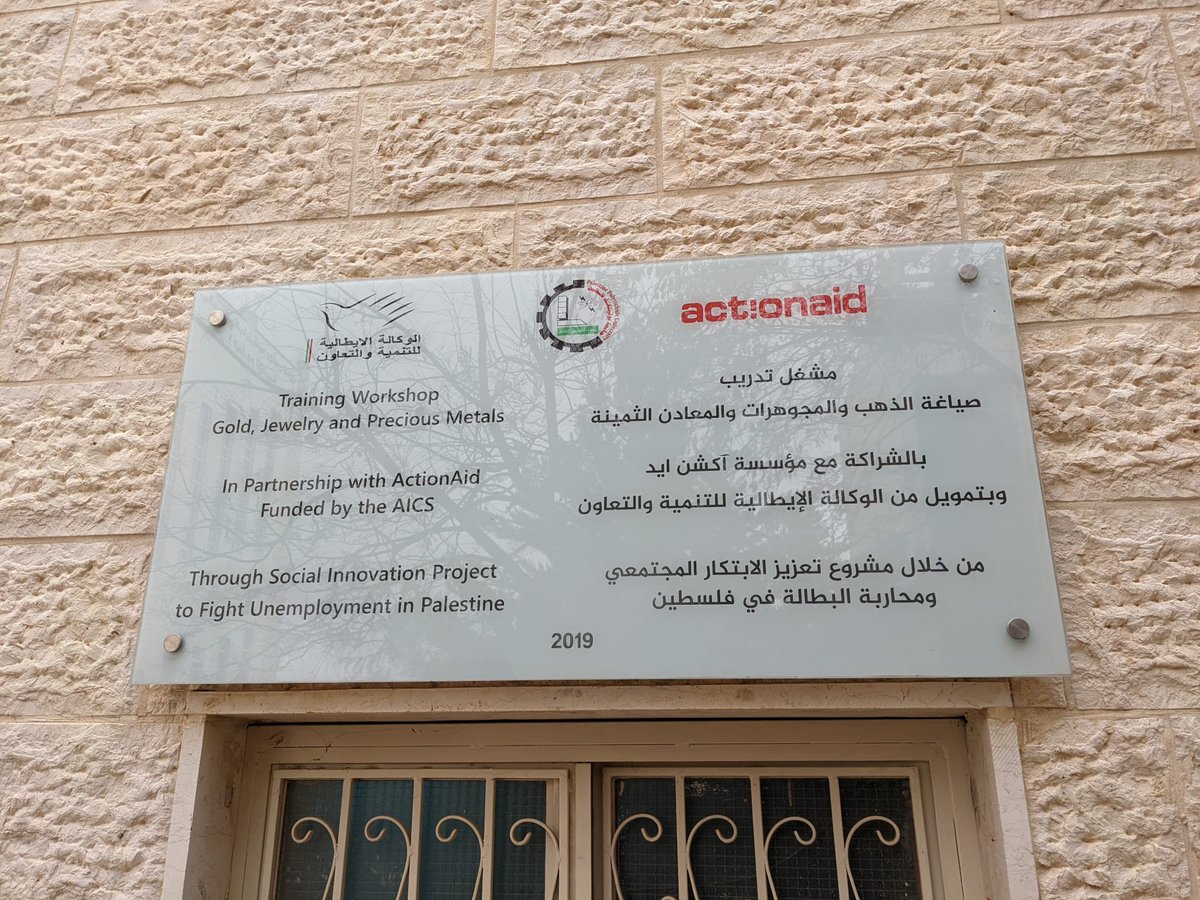 الوكالة الايطالية
للتنمية والتعاون
act!onaid
Training Workshop
Gold, Jewelry and Precious Metals
In Partnership with ActionAid
Funded by the AICS
Through Social Innovation Project
to Fight Unemployment in Palestine
مشغل تدريب
صياغة الذهب والمجوهرات والمعادن الثمينة
بالشراكة مع مؤسسة آكشن ايد
وبتمويل من الوكالة الإيطالية للتنمية والتعاون
من خلال مشروع تعزيز الابتكار المجتمعي
ومحاربة البطالة في فلسطين
2019